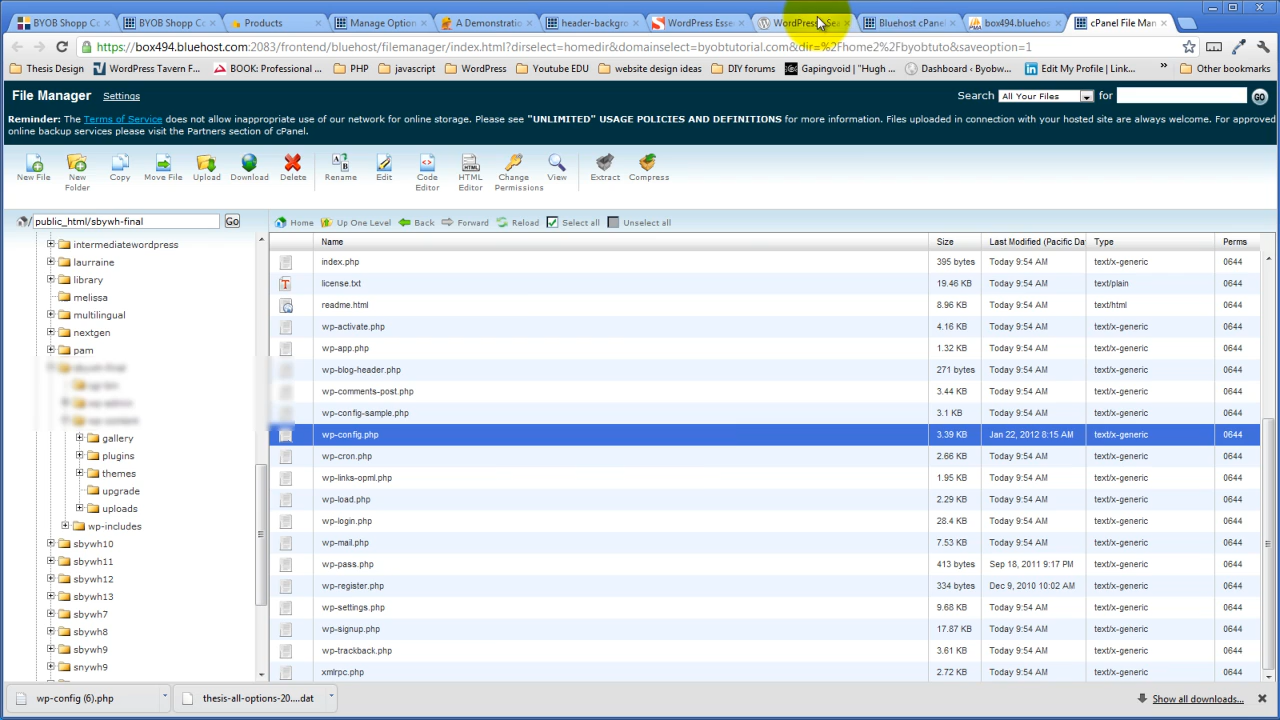 BYOB Shopp Co
BYOB Shopp Co
Products
Manage Option
A Demonstratio
header-backgro
WordPress Esse
WordPress Sea
Bluehost cPanel
box494.bluehos
cPanel File Man
https://box494.bluehost.com:2083/frontend/bluehost/filemanager/index.html?dirselect=homedir&domainselect=byobtutorial.com&dir=%2Fhome2%2Fbyobtuto&saveoption=1
Thesis Design
WordPress Tavern F...
BOOK: Professional ...
PHP
javascript
WordPress
Youtube EDU
website design ideas
DIY forums
Gapingvoid | "Hugh ...
Dashboard ‹ Byobw...
Edit My Profile | Link...
»
Other bookmarks
File Manager Settings
Search All Your Files for GO
Reminder: The Terms of Service does not allow inappropriate use of our network for online storage. Please see "UNLIMITED" USAGE POLICIES AND DEFINITIONS for more information. Files uploaded in connection with your hosted site are always welcome. For approved
online backup services please visit the Partners section of cPanel.
New File
New Folder
Copy
Move File
Upload
Download
Delete
Rename
Edit
Code Editor
HTML Editor
Change Permissions
View
Extract
Compress
/ public_html/sbywh-final Go
Home Up One Level Back Forward Reload Select all Unselect all
intermediatewordpress
laurraine
library
melissa
multilingual
nextgen
pam
gallery
plugins
themes
upgrade
uploads
wp-includes
sbywh10
sbywh11
sbywh12
sbywh13
sbywh7
sbywh8
sbywh9
snywh9
Name Size Last Modified (Pacific Da Type Perms
index.php 395 bytes Today 9:54 AM text/x-generic 0644
license.txt 19.46 KB Today 9:54 AM text/plain 0644
readme.html 8.96 KB Today 9:54 AM text/html 0644
wp-activate.php 4.16 KB Today 9:54 AM text/x-generic 0644
wp-app.php 1.32 KB Today 9:54 AM text/x-generic 0644
wp-blog-header.php 271 bytes Today 9:54 AM text/x-generic 0644
wp-comments-post.php 3.44 KB Today 9:54 AM text/x-generic 0644
wp-config-sample.php 3.1 KB Today 9:54 AM text/x-generic 0644
wp-config.php 3.39 KB Jan 22, 2012 8:15 AM text/x-generic 0644
wp-cron.php 2.66 KB Today 9:54 AM text/x-generic 0644
wp-links-opml.php 1.95 KB Today 9:54 AM text/x-generic 0644
wp-load.php 2.29 KB Today 9:54 AM text/x-generic 0644
wp-login.php 28.4 KB Today 9:54 AM text/x-generic 0644
wp-mail.php 7.53 KB Today 9:54 AM text/x-generic 0644
wp-pass.php 413 bytes Sep 18, 2011 9:17 PM text/x-generic 0644
wp-register.php 334 bytes Dec 9, 2010 10:02 AM text/x-generic 0644
wp-settings.php 9.68 KB Today 9:54 AM text/x-generic 0644
wp-signup.php 17.87 KB Today 9:54 AM text/x-generic 0644
wp-trackback.php 3.61 KB Today 9:54 AM text/x-generic 0644
xmlrpc.php 2.72 KB Today 9:54 AM text/x-generic 0644
wp-config (6).php
thesis-all-options-20....dat
Show all downloads...